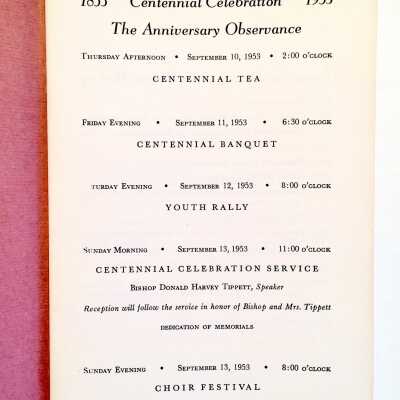 1853 Centennial Celebration 1953
The Anniversary Observance
Thursday Afternoon • September 10, 1953 • 2:00 o'clock
CENTENNIAL TEA
Friday Evening • September 11, 1953 • 6:30 o'clock
CENTENNIAL BANQUET
turday Evening • September 12, 1953 • 8:00 o'clock
YOUTH RALLY
Sunday Morning • September 13, 1953 • 11:00 o'clock
CENTENNIAL CELEBRATION SERVICE
Bishop Donald Harvey Tippett, Speaker
Reception will follow the service in honor of Bishop and Mrs. Tippett
DEDICATION OF MEMORIALS
Sunday Evening • September 13, 1953 • 8:00 o'clock
CHOIR FESTIVAL